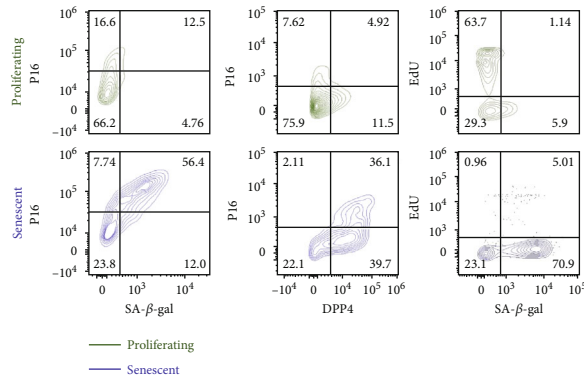 Proliferating
P16
10⁶
10⁵
10⁴
0
−10⁴
16.6 12.5
66.2 4.76
P16
10⁵
10⁴
10³
10²
0
7.62 4.92
75.9 11.5
EdU
10⁵
10⁴
10³
0
63.7 1.14
29.3 5.9
Senescent
P16
10⁶
10⁵
10⁴
0
−10⁴
7.74 56.4
23.8 12.0
0 10³ 10⁴
SA-β-gal
P16
10⁵
10⁴
10³
10²
0
2.11 36.1
22.1 39.7
−10⁴ 0 10⁴ 10⁵ 10⁶
DPP4
EdU
10⁵
10⁴
10³
0
0.96 5.01
23.1 70.9
0 10³ 10⁴ 10⁵
SA-β-gal
Proliferating
Senescent